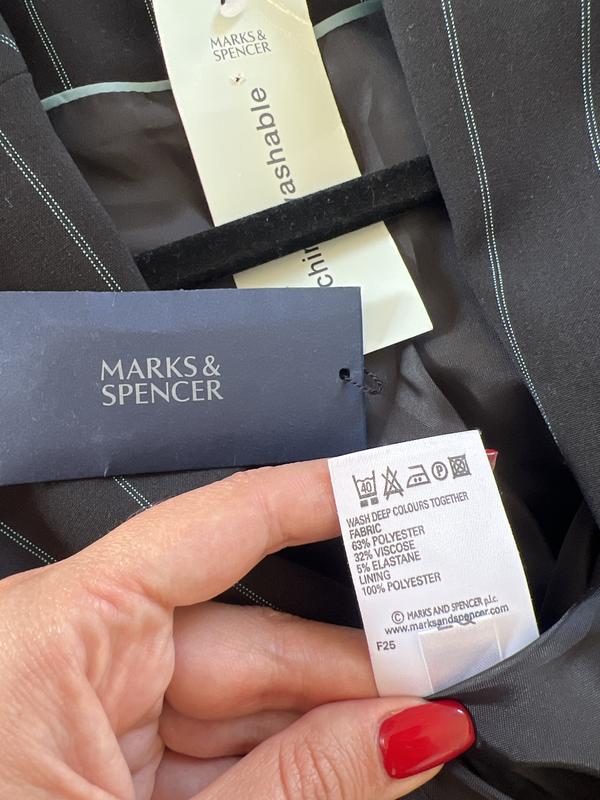 MARKS &
SPENCER
MARKS &
SPENCER
40
P
WASH DEEP COLOURS TOGETHER
FABRIC
63% POLYESTER
32% VISCOSE
5% ELASTANE
LINING
100% POLYESTER
© MARKS AND SPENCER p.l.c.
www.marksandspencer.com
F25